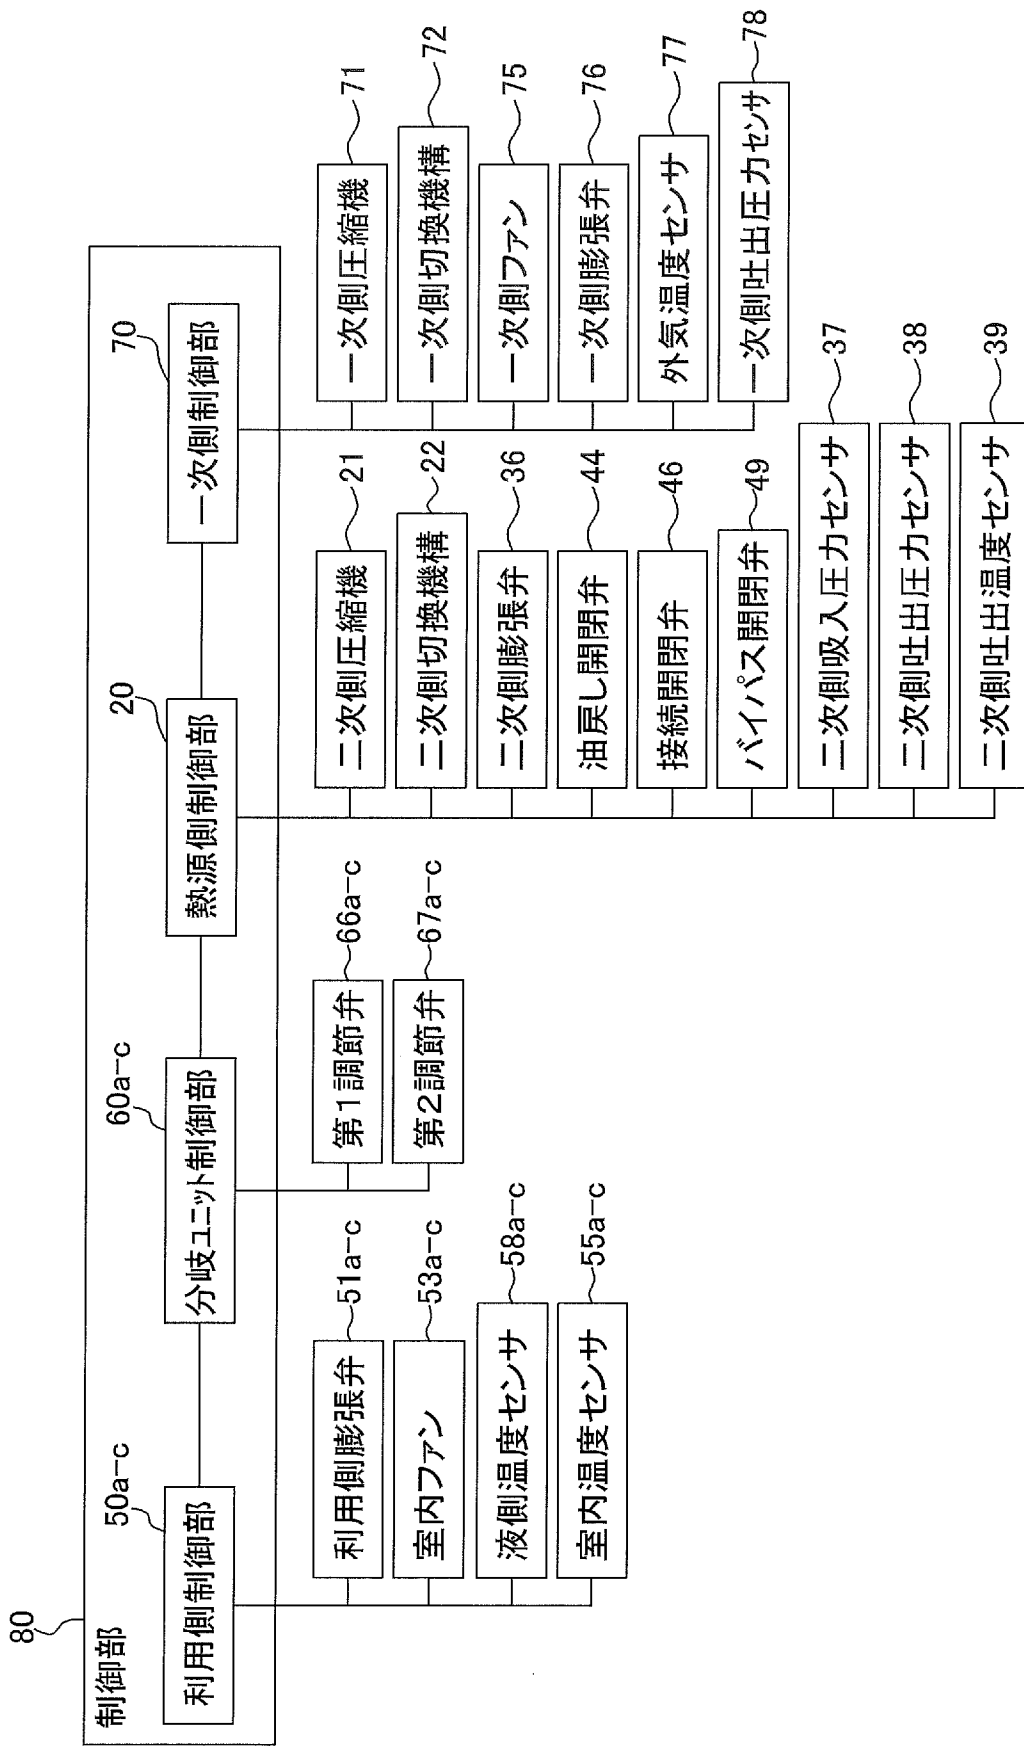 80
制御部
50a-c
利用側制御部
60a-c
分岐ユニット制御部
20
熱源側制御部
70
一次側制御部
利用側膨張弁
51a-c
室内ファン
53a-c
液側温度センサ
58a-c
室内温度センサ
55a-c
第1調節弁
66a-c
第2調節弁
67a-c
二次側圧縮機
21
二次側切換機構
22
二次側膨張弁
36
油戻し開閉弁
44
接続開閉弁
46
バイパス開閉弁
49
二次側吸入圧力センサ
37
二次側吐出圧力センサ
38
二次側吐出温度センサ
39
一次側圧縮機
71
一次側切換機構
72
一次側ファン
75
一次側膨張弁
76
外気温度センサ
77
一次側吐出圧力センサ
78